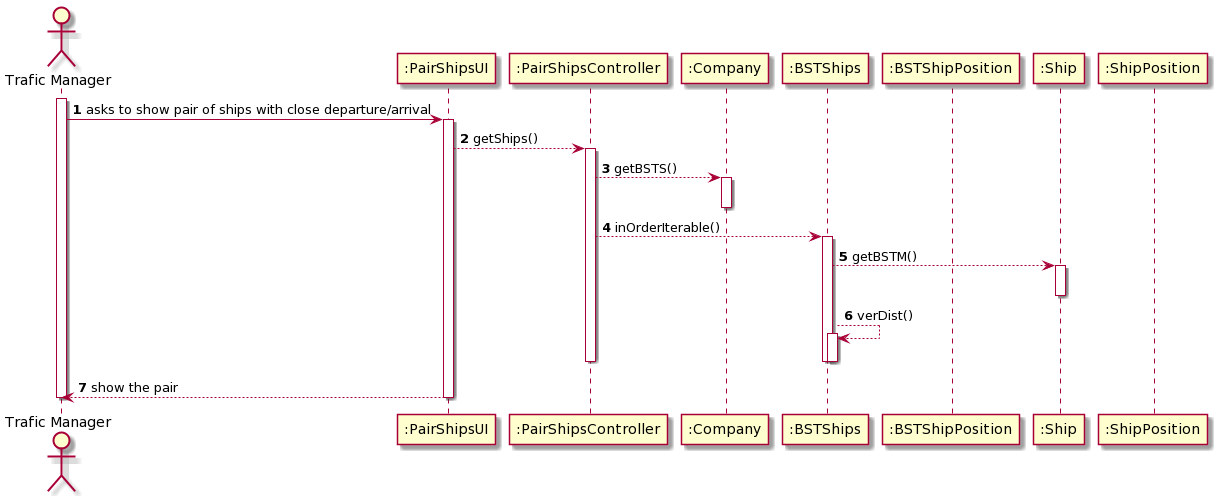 Trafic Manager
:PairShipsUI
:PairShipsController
:Company
:BSTShips
:BSTShipPosition
:Ship
:ShipPosition
1 asks to show pair of ships with close departure/arrival
2 getShips()
3 getBSTS()
4 inOrderIterable()
5 getBSTM()
6 verDist()
7 show the pair
Trafic Manager
:PairShipsUI
:PairShipsController
:Company
:BSTShips
:BSTShipPosition
:Ship
:ShipPosition